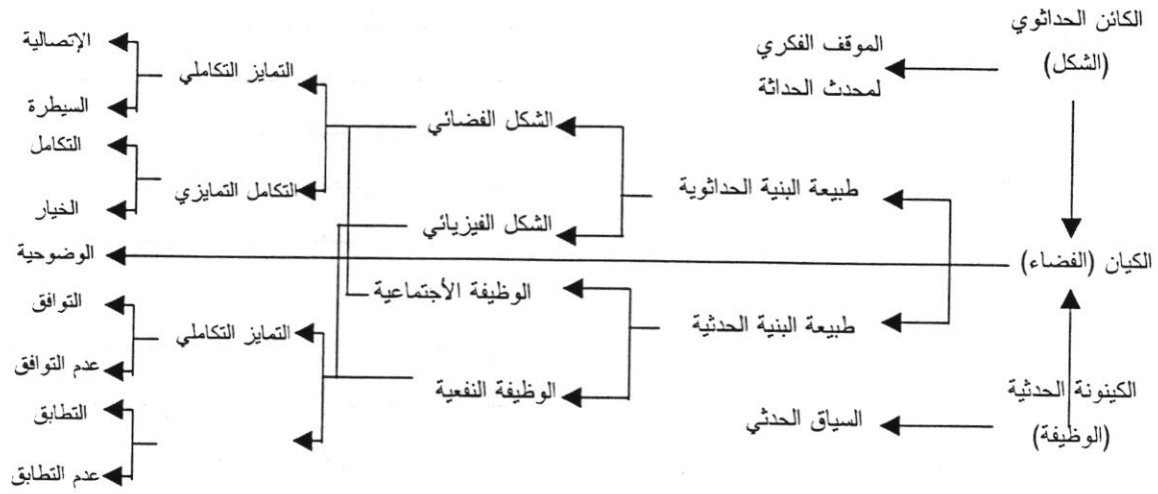 الكائن الحداثوي
(الشكل)
الموقف الفكري
لمحدث الحداثة
الكيان (الفضاء)
الكينونة الحدثية
(الوظيفة)
السياق الحدثي
طبيعة البنية الحداثوية
طبيعة البنية الحدثية
الشكل الفضائي
الشكل الفيزيائي
الوظيفة الأجتماعية
الوظيفة النفعية
التمايز التكاملي
التكامل التمايزي
التمايز التكاملي
الإتصالية
السيطرة
التكامل
الخيار
الوضوحية
التوافق
عدم التوافق
التطابق
عدم التطابق